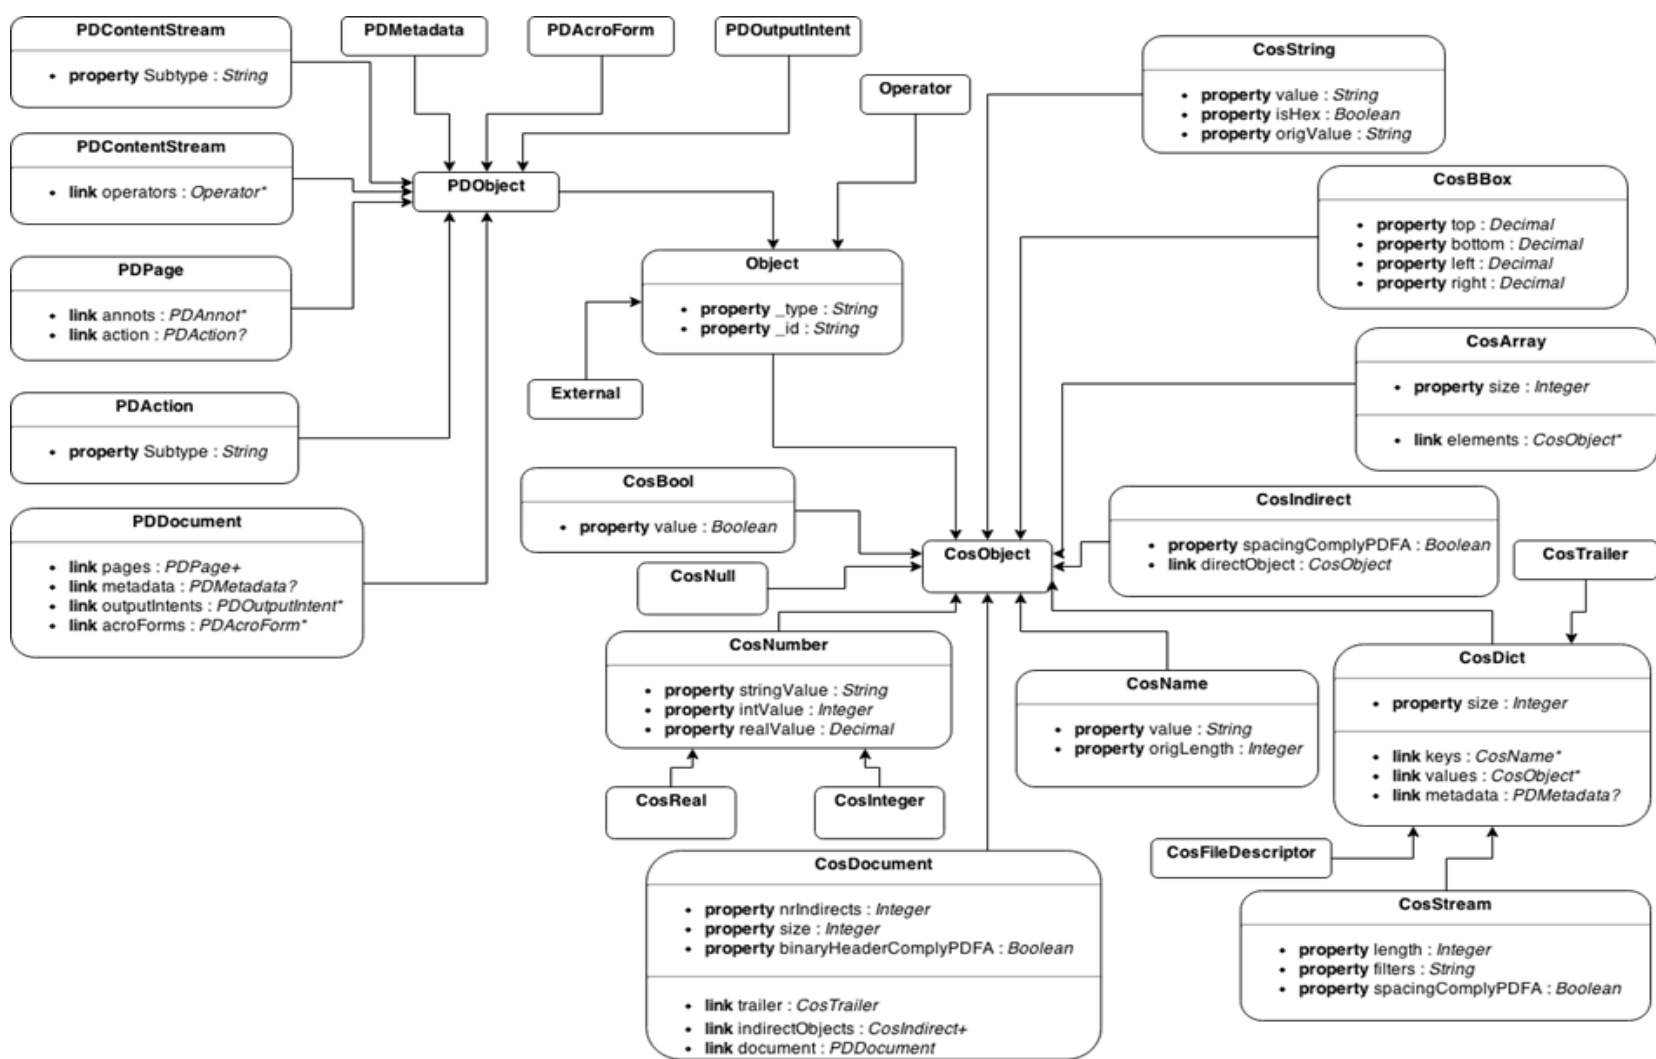 PDContentStream
• property Subtype : String
PDMetadata
PDAcroForm
PDOutputIntent
Operator
CosString
• property value : String
• property isHex : Boolean
• property origValue : String
PDContentStream
• link operators : Operator*
PDObject
CosBBox
• property top : Decimal
• property bottom : Decimal
• property left : Decimal
• property right : Decimal
PDPage
• link annots : PDAnnot*
• link action : PDAction?
Object
• property _type : String
• property _id : String
External
CosArray
• property size : Integer
• link elements : CosObject*
PDAction
• property Subtype : String
CosBool
• property value : Boolean
CosIndirect
• property spacingComplyPDFA : Boolean
• link directObject : CosObject
PDDocument
• link pages : PDPage+
• link metadata : PDMetadata?
• link outputIntents : PDOutputIntent*
• link acroForms : PDAcroForm*
CosObject
CosTrailer
CosNull
CosNumber
• property stringValue : String
• property intValue : Integer
• property realValue : Decimal
CosName
• property value : String
• property origLength : Integer
CosDict
• property size : Integer
• link keys : CosName*
• link values : CosObject*
• link metadata : PDMetadata?
CosReal
CosInteger
CosFileDescriptor
CosDocument
• property nrIndirects : Integer
• property size : Integer
• property binaryHeaderComplyPDFA : Boolean
• link trailer : CosTrailer
• link indirectObjects : CosIndirect+
• link document : PDDocument
CosStream
• property length : Integer
• property filters : String
• property spacingComplyPDFA : Boolean